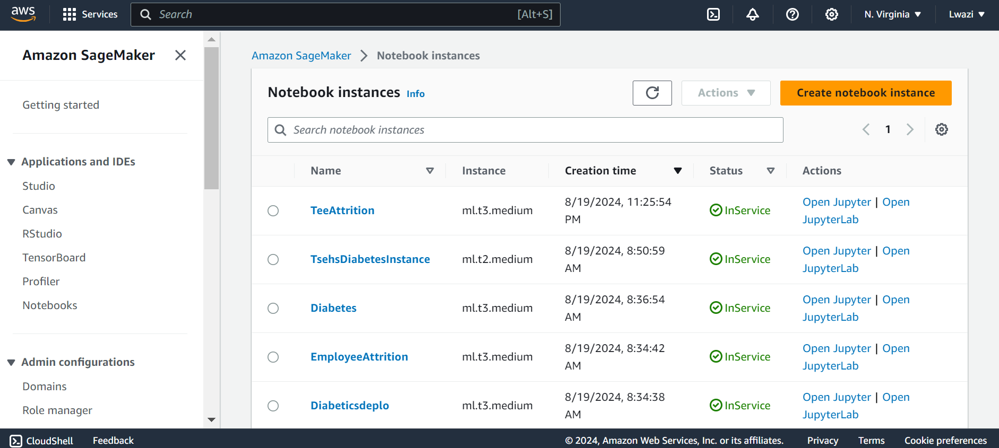 aws Services Search [Alt+S] N. Virginia Lwazi
Amazon SageMaker
Getting started
Applications and IDEs
Studio
Canvas
RStudio
TensorBoard
Profiler
Notebooks
Admin configurations
Domains
Role manager
Amazon SageMaker Notebook instances
Notebook instances Info Actions Create notebook instance
Search notebook instances 1
Name Instance Creation time Status Actions
TeeAttrition ml.t3.medium 8/19/2024, 11:25:54 PM InService Open Jupyter | Open JupyterLab
TsehsDiabetesInstance ml.t2.medium 8/19/2024, 8:50:59 AM InService Open Jupyter | Open JupyterLab
Diabetes ml.t3.medium 8/19/2024, 8:36:54 AM InService Open Jupyter | Open JupyterLab
EmployeeAttrition ml.t3.medium 8/19/2024, 8:34:42 AM InService Open Jupyter | Open JupyterLab
Diabeticsdeplo ml.t3.medium 8/19/2024, 8:34:38 AM InService Open Jupyter | Open JupyterLab
CloudShell Feedback © 2024, Amazon Web Services, Inc. or its affiliates. Privacy Terms Cookie preferences